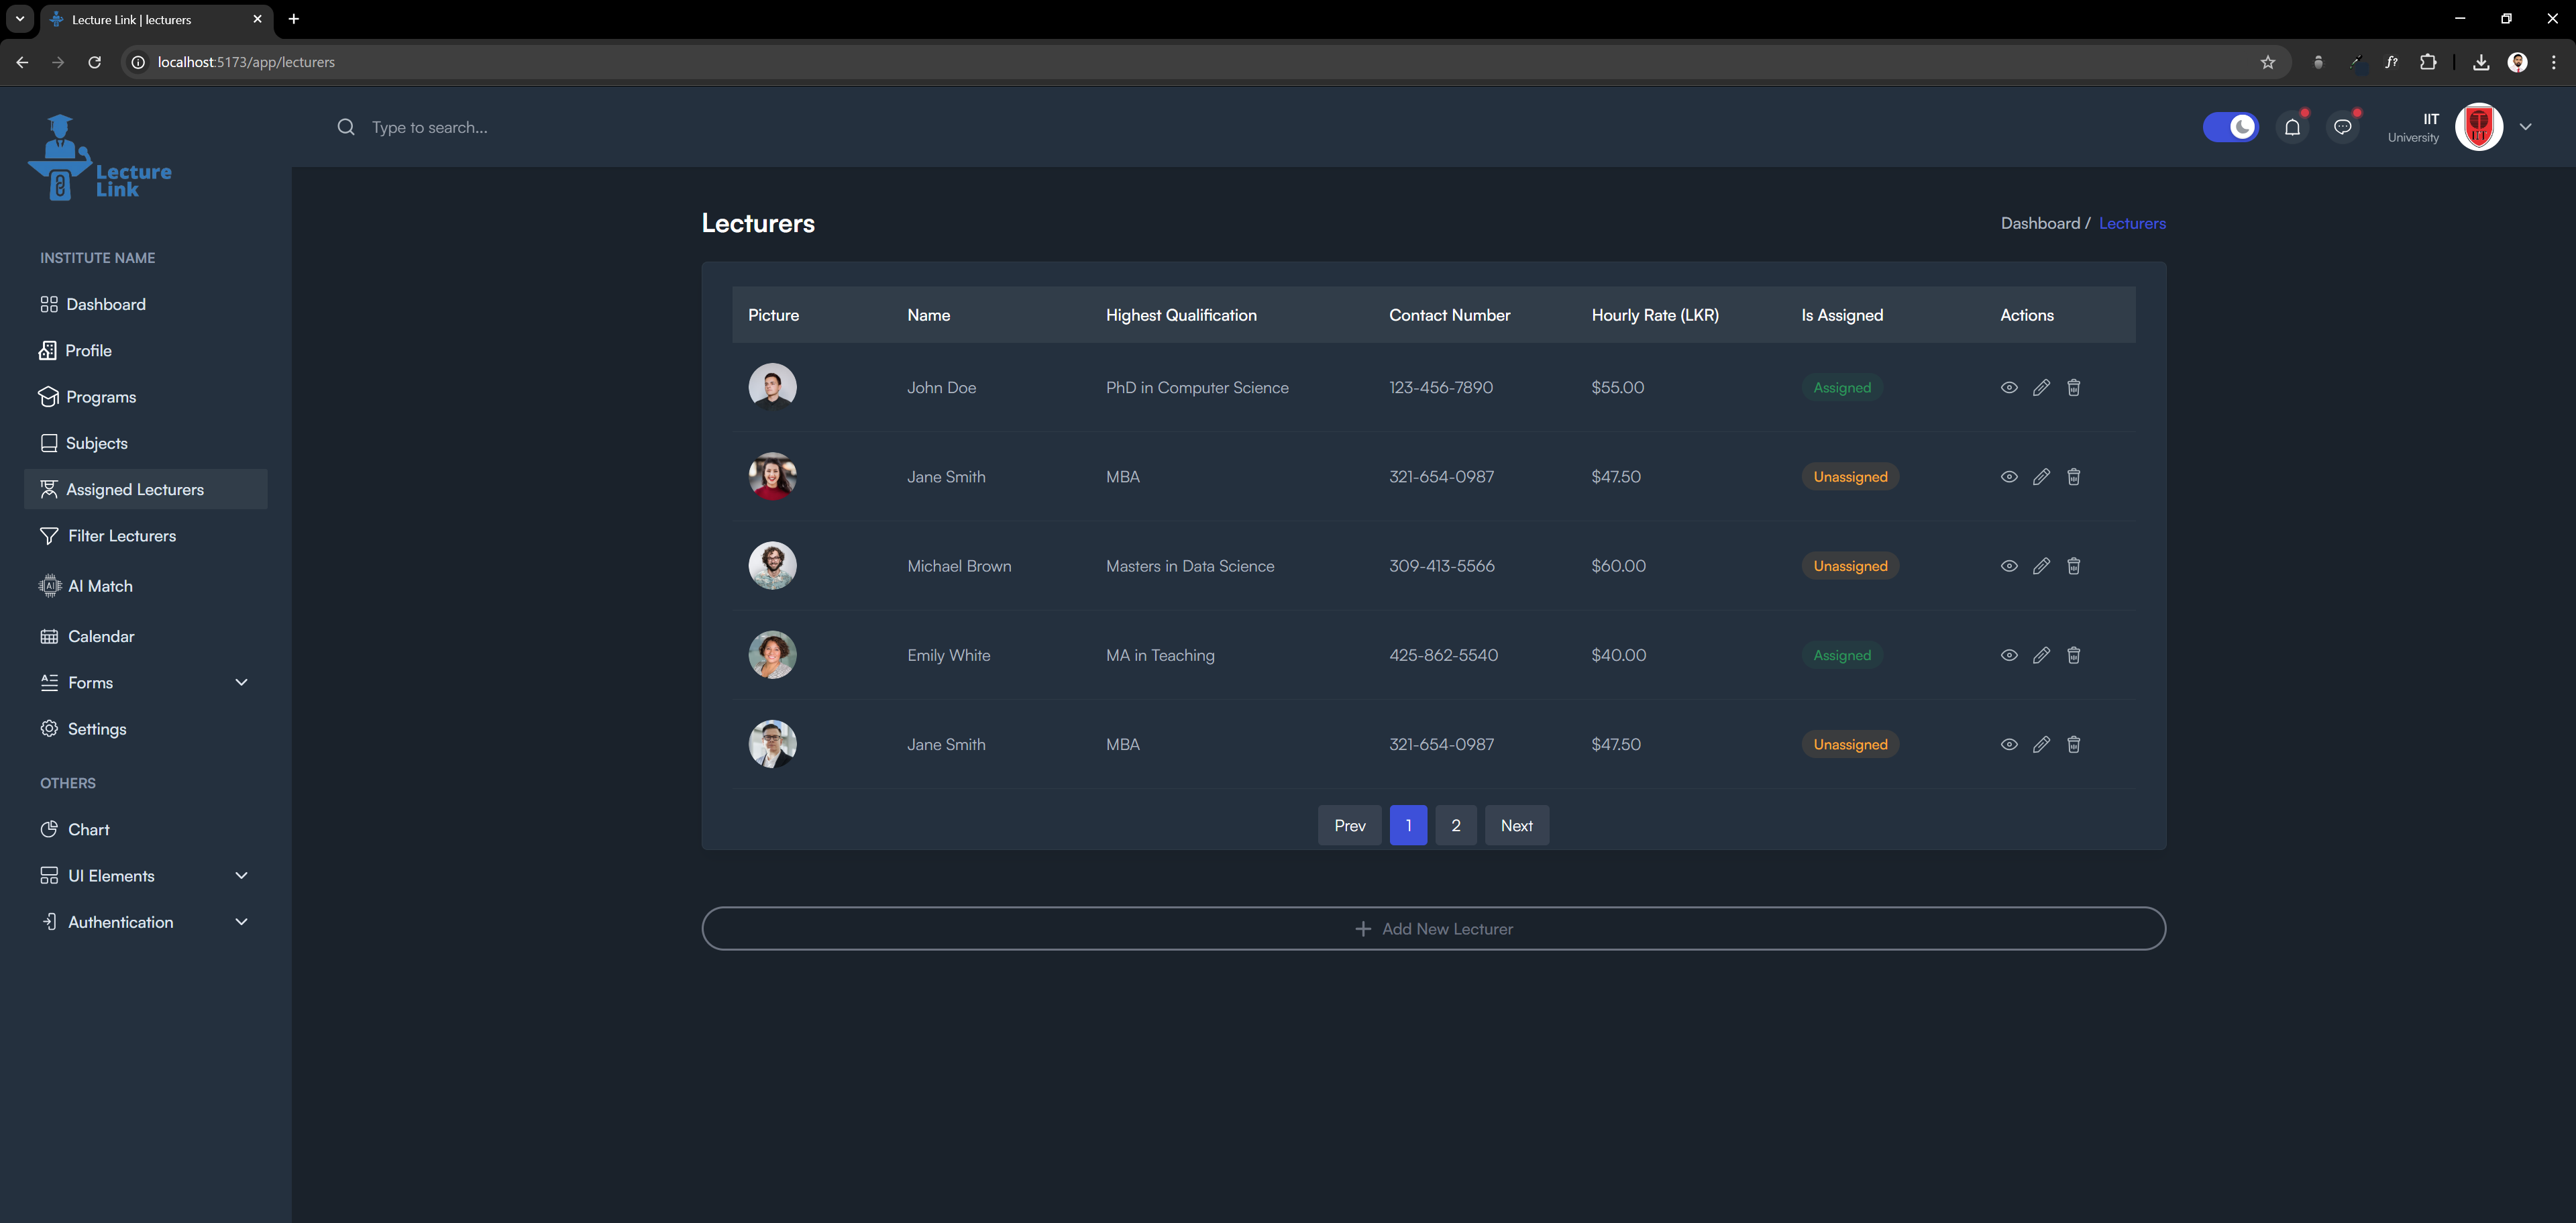 Lecture Link | lecturers
localhost:5173/app/lecturers
Lecture
Link
Type to search...
IIT
University
INSTITUTE NAME
Dashboard
Profile
Programs
Subjects
Assigned Lecturers
Filter Lecturers
AI Match
Calendar
Forms
Settings
OTHERS
Chart
UI Elements
Authentication
Lecturers
Dashboard / Lecturers
Picture Name Highest Qualification Contact Number Hourly Rate (LKR) Is Assigned Actions
John Doe PhD in Computer Science 123-456-7890 $55.00 Assigned
Jane Smith MBA 321-654-0987 $47.50 Unassigned
Michael Brown Masters in Data Science 309-413-5566 $60.00 Unassigned
Emily White MA in Teaching 425-862-5540 $40.00 Assigned
Jane Smith MBA 321-654-0987 $47.50 Unassigned
Prev 1 2 Next
+ Add New Lecturer